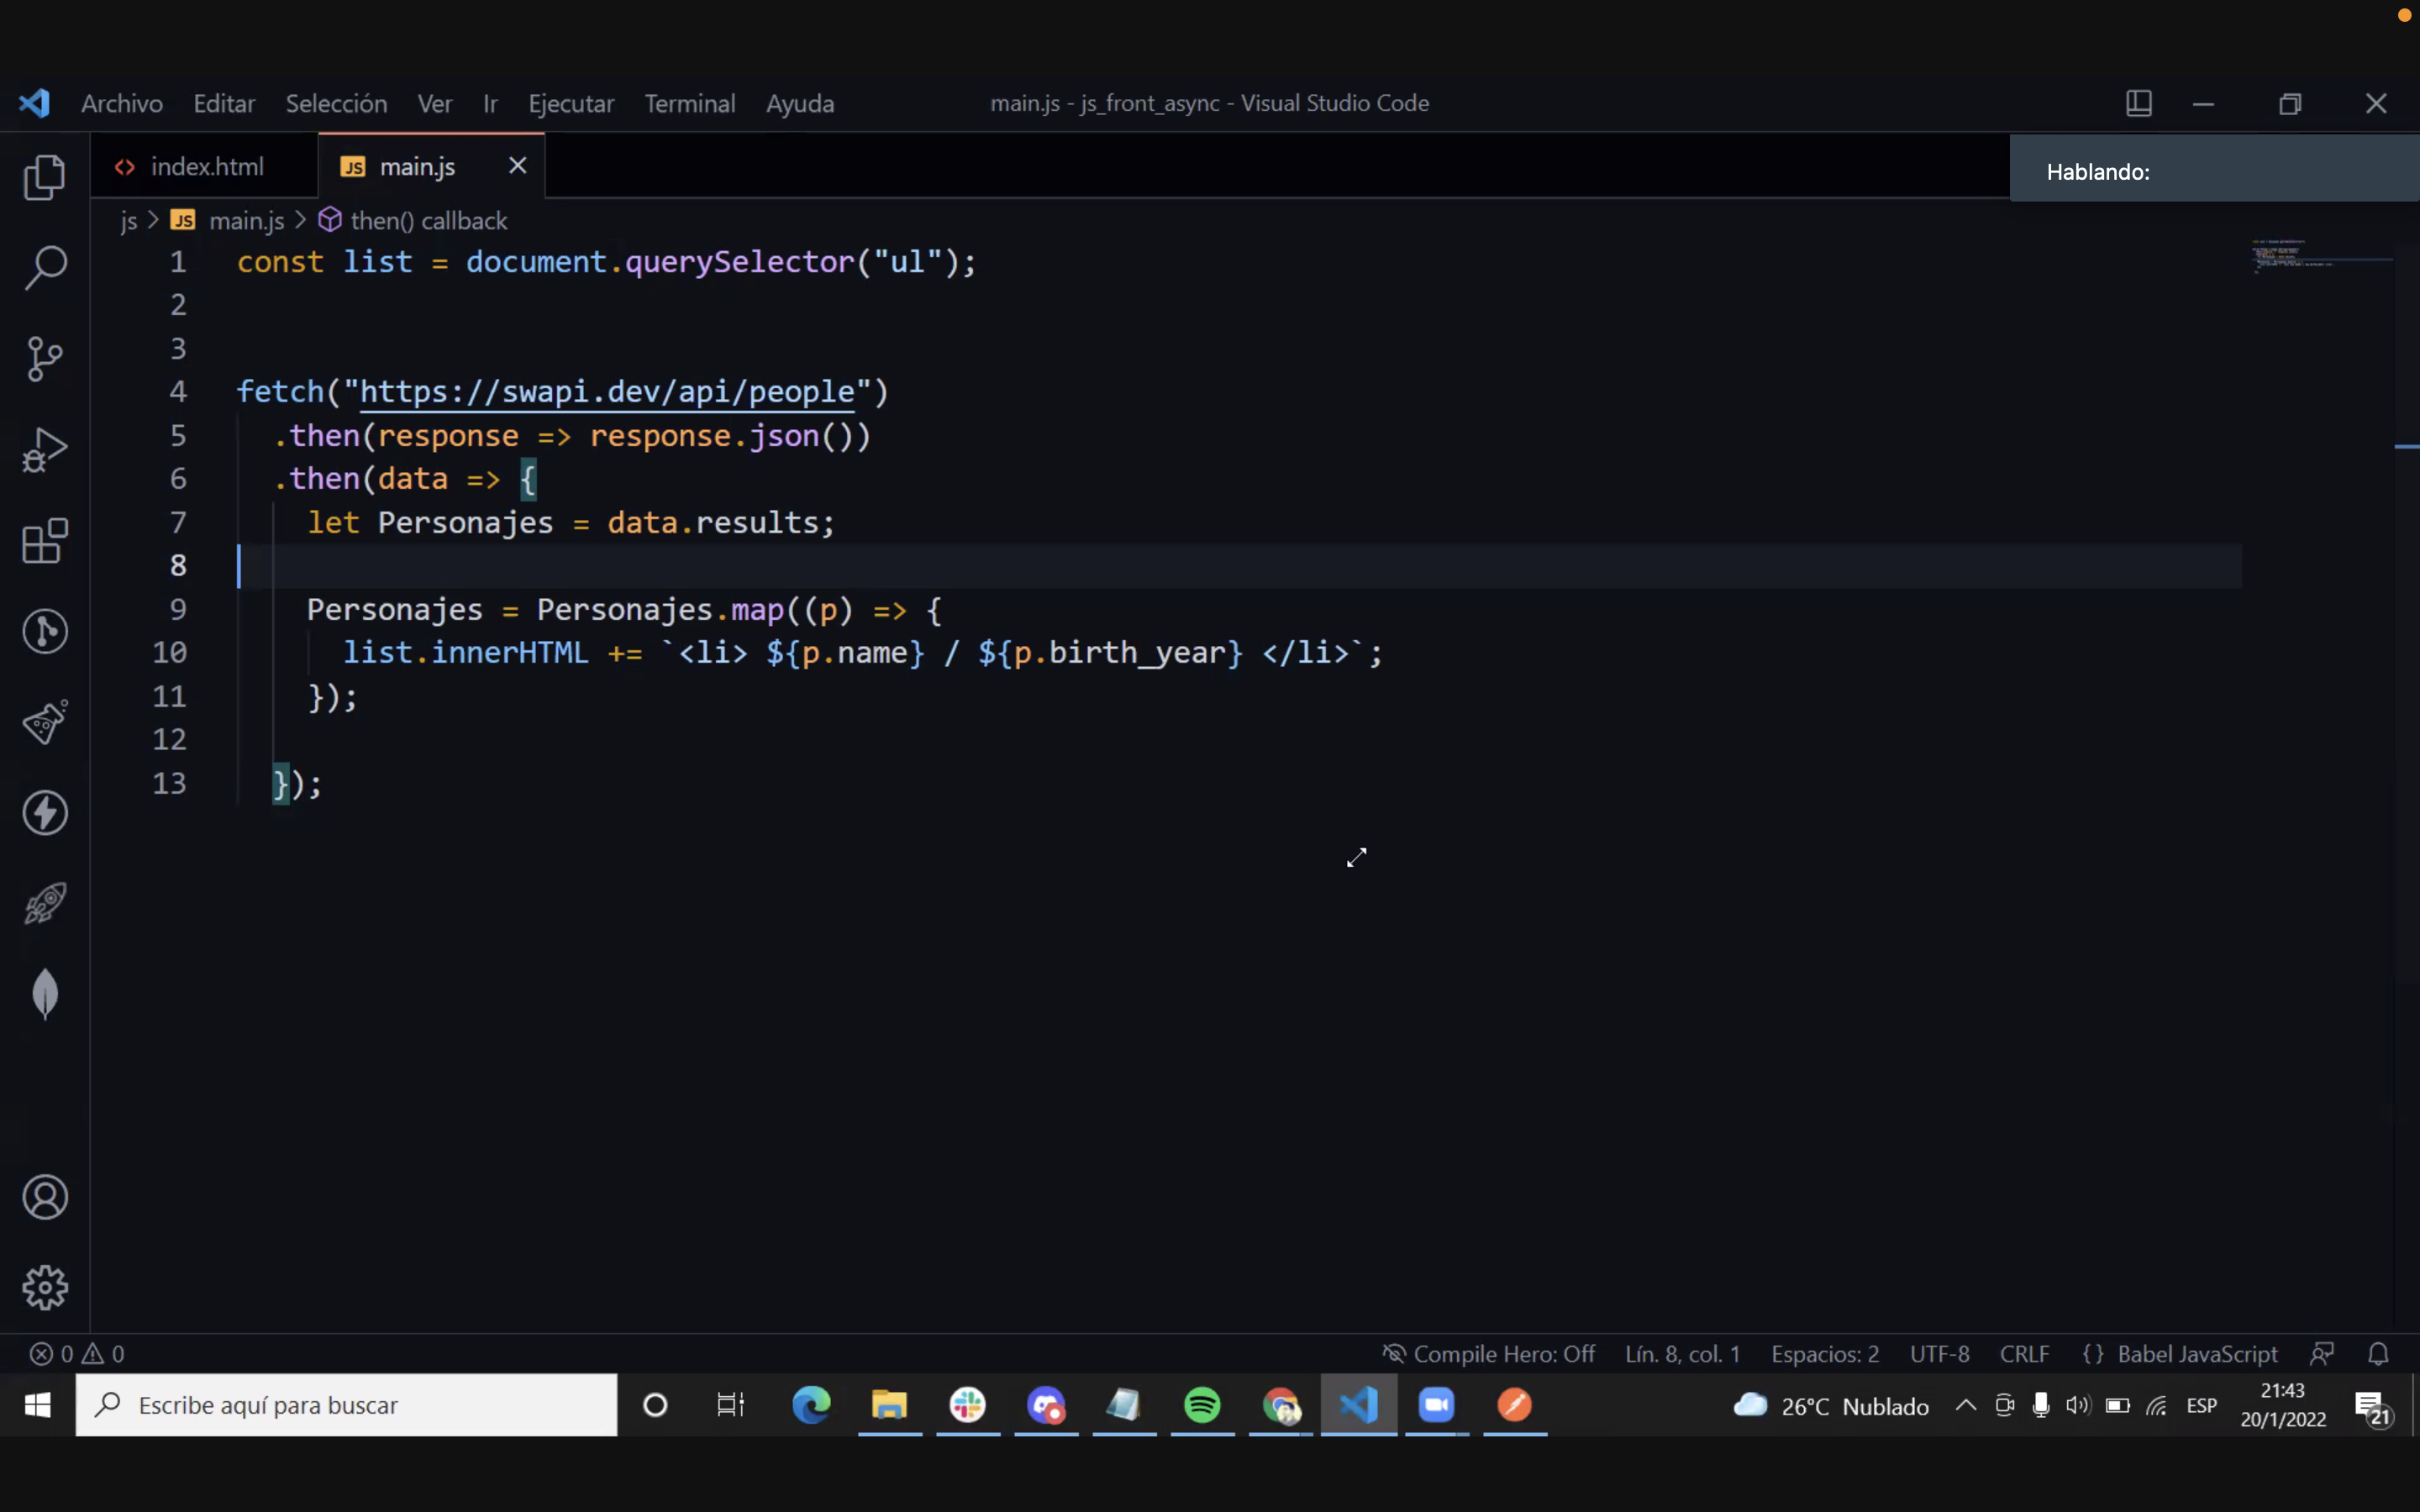 Archivo Editar Selección Ver Ir Ejecutar Terminal Ayuda main.js - js_front_async - Visual Studio Code
index.html JS main.js
Hablando:
js > JS main.js > then() callback
1 const list = document.querySelector("ul");
2
3
4 fetch("https://swapi.dev/api/people")
5 .then(response => response.json())
6 .then(data => {
7 let Personajes = data.results;
8
9 Personajes = Personajes.map((p) => {
10 list.innerHTML += `<li> ${p.name} / ${p.birth_year} </li>`;
11 });
12
13 });
0 0 Compile Hero: Off Lín. 8, col. 1 Espacios: 2 UTF-8 CRLF {} Babel JavaScript
Escribe aquí para buscar 26°C Nublado ESP 21:43
20/1/2022 21